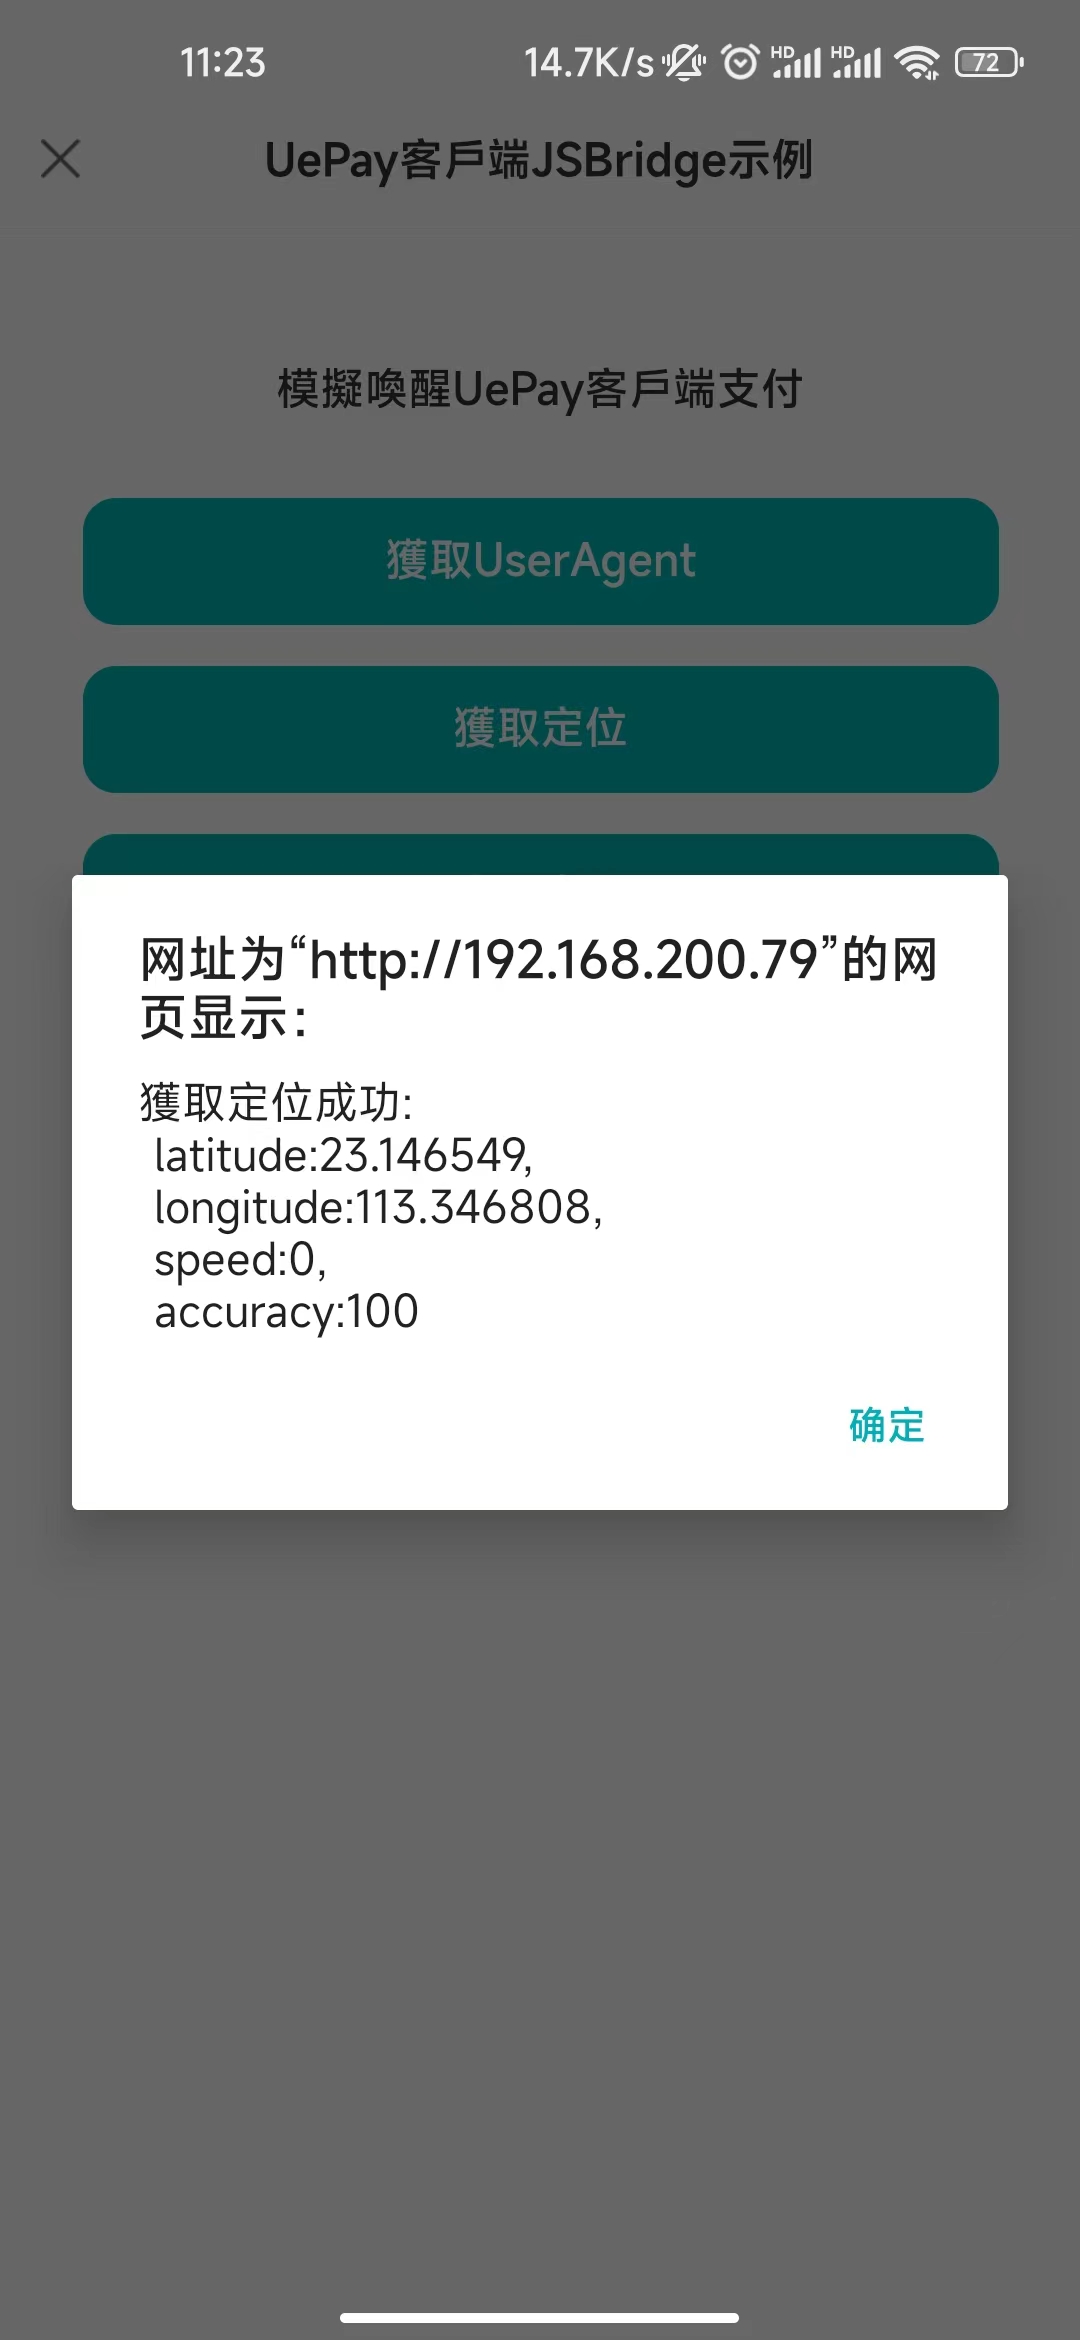 11:23
14.7K/s
HD
HD
72
UePay客戶端JSBridge示例
模擬喚醒UePay客戶端支付
獲取UserAgent
獲取定位
网址为“http://192.168.200.79”的网
页显示：
獲取定位成功:
latitude:23.146549,
longitude:113.346808,
speed:0,
accuracy:100
确定